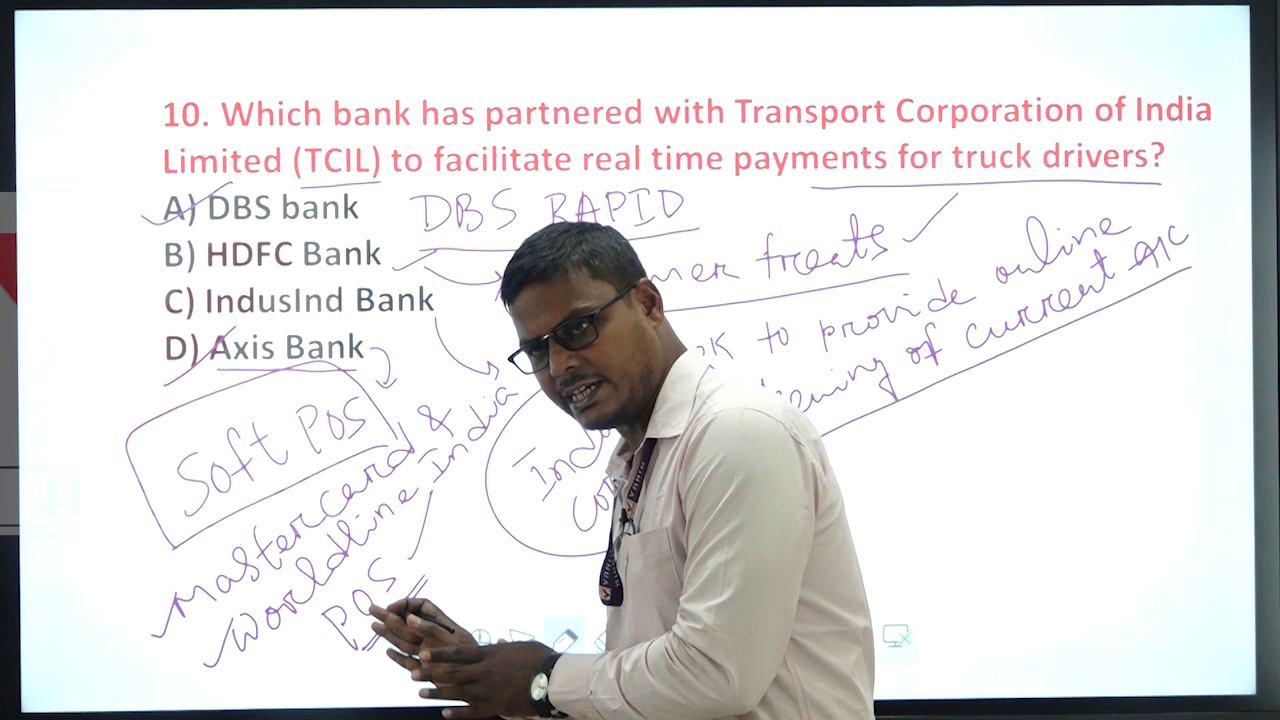 10. Which bank has partnered with Transport Corporation of India
Limited (TCIL) to facilitate real time payments for truck drivers?
A) DBS bank
DBS RAPID
B) HDFC Bank
treats
C) IndusInd Bank
to provide online
of current A/C
D) Axis Bank
Soft POS
Mastercard &
Worldline India
POS